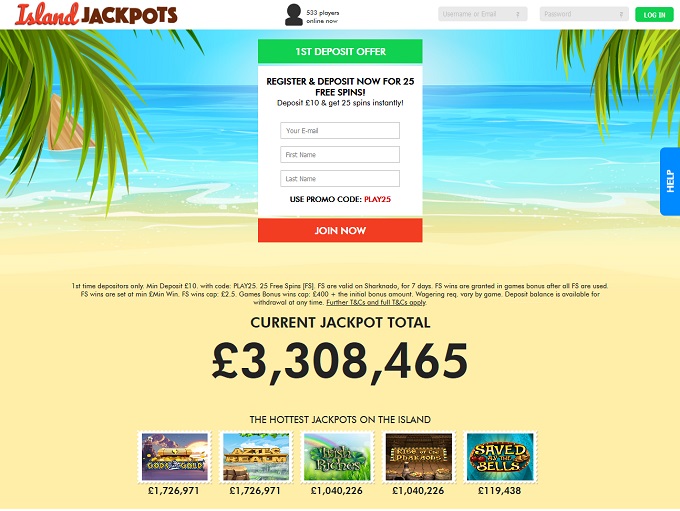 Island JACKPOTS
533 players
online now
Username or Email
Password
LOG IN
1ST DEPOSIT OFFER
REGISTER & DEPOSIT NOW FOR 25
FREE SPINS!
Deposit £10 & get 25 spins instantly!
Your E-mail
First Name
Last Name
USE PROMO CODE: PLAY25
JOIN NOW
HELP
1st time depositors only. Min Deposit £10. with code: PLAY25. 25 Free Spins [FS]. FS are valid on Sharknado, for 7 days. FS wins are granted in games bonus after all FS are used.
FS wins are set at min £Min Win. FS wins cap: £2.5. Games Bonus wins cap: £400 + the initial bonus amount. Wagering req. vary by game. Deposit balance is available for
withdrawal at any time. Further T&Cs and full T&Cs apply.
CURRENT JACKPOT TOTAL
£3,308,465
THE HOTTEST JACKPOTS ON THE ISLAND
GODS OF GOLD
Irish Riches
Rise of the Pharaohs
SAVED BY THE BELLS
£1,726,971
£1,726,971
£1,040,226
£1,040,226
£119,438